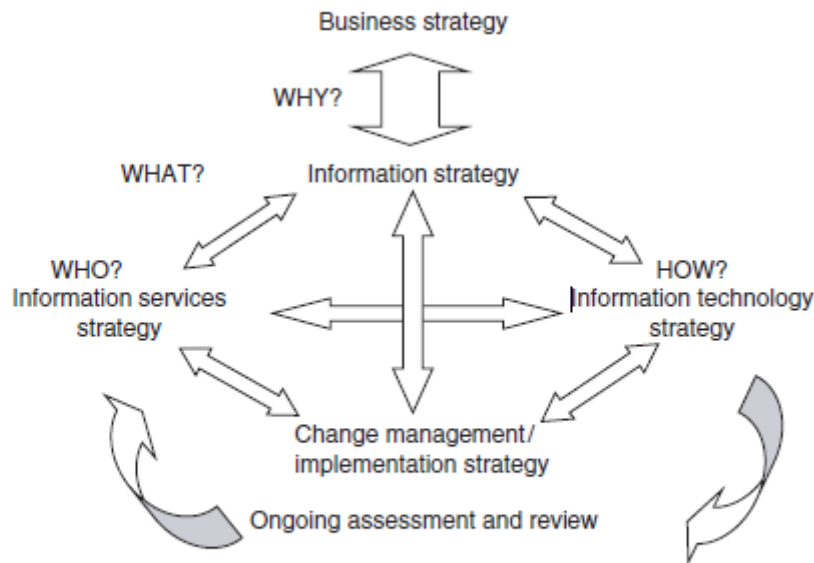 Business strategy
WHY?
WHAT?
Information strategy
WHO?
Information services
strategy
HOW?
Information technology
strategy
Change management/
implementation strategy
Ongoing assessment and review